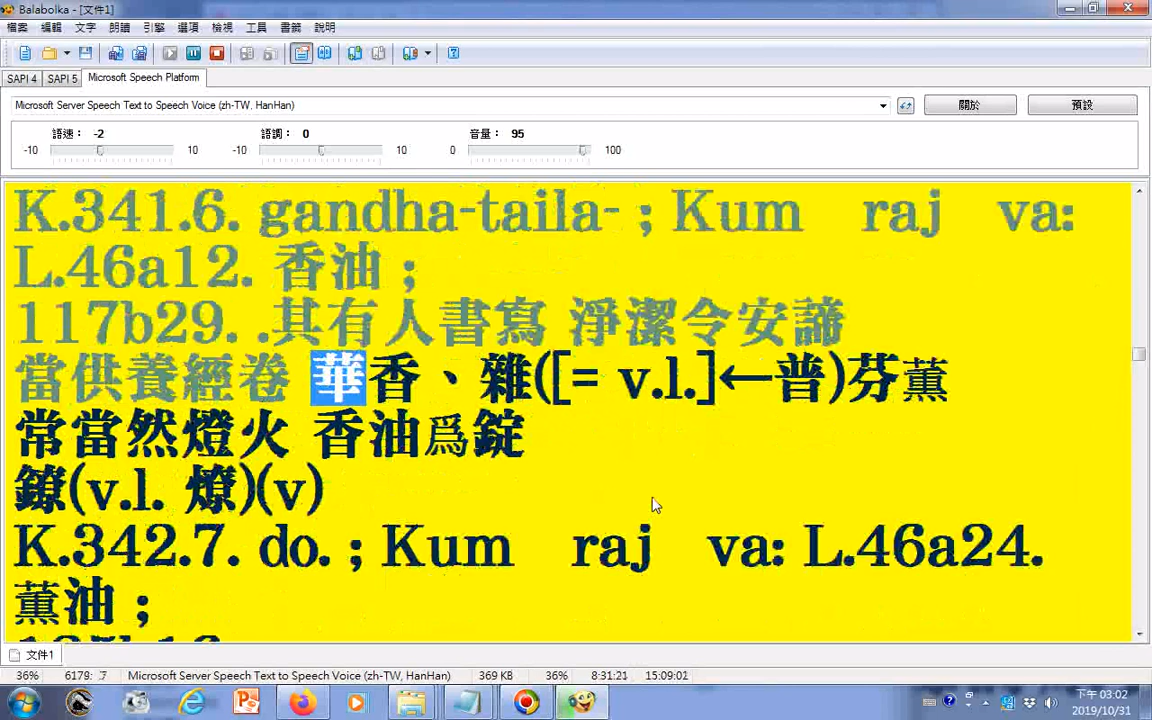 Balabolka - [文件1]
檔案 編輯 文字 朗讀 引擎 選項 檢視 工具 書籤 說明
SAPI 4 SAPI 5 Microsoft Speech Platform
Microsoft Server Speech Text to Speech Voice (zh-TW, HanHan) 關於 預設
語速: -2 語調: 0 音量: 95
-10 10 -10 10 0 100
K.341.6. gandha-taila- ; Kum raj va:
L.46a12. 香油 ;
117b29. .其有人書寫 淨潔令安諦
當供養經卷 華香、雜([= v.l.]←普)芬薰
常當然燈火 香油爲錠
鐐(v.l. 燎)(v)
K.342.7. do. ; Kum raj va: L.46a24.
薰油 ;
文件1
36% 6179: 7 Microsoft Server Speech Text to Speech Voice (zh-TW, HanHan) 369 KB 36% 8:31:21 15:09:02
下午 03:02
2019/10/31